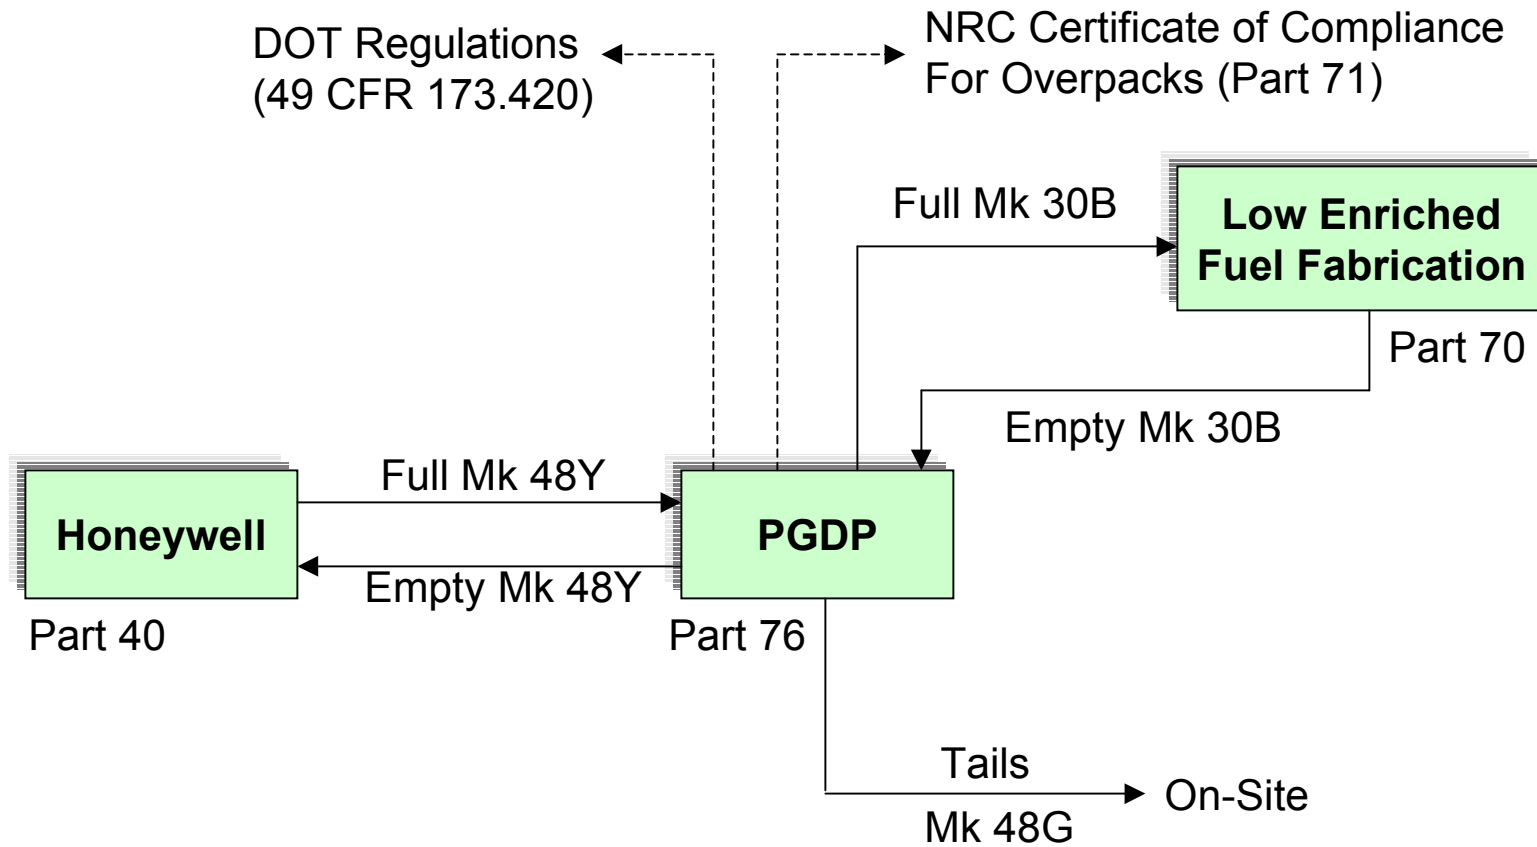 DOT Regulations
(49 CFR 173.420)
NRC Certificate of Compliance
For Overpacks (Part 71)
Full Mk 30B
Low Enriched
Fuel Fabrication
Part 70
Empty Mk 30B
Full Mk 48Y
Honeywell
PGDP
Empty Mk 48Y
Part 40
Part 76
Tails
On-Site
Mk 48G